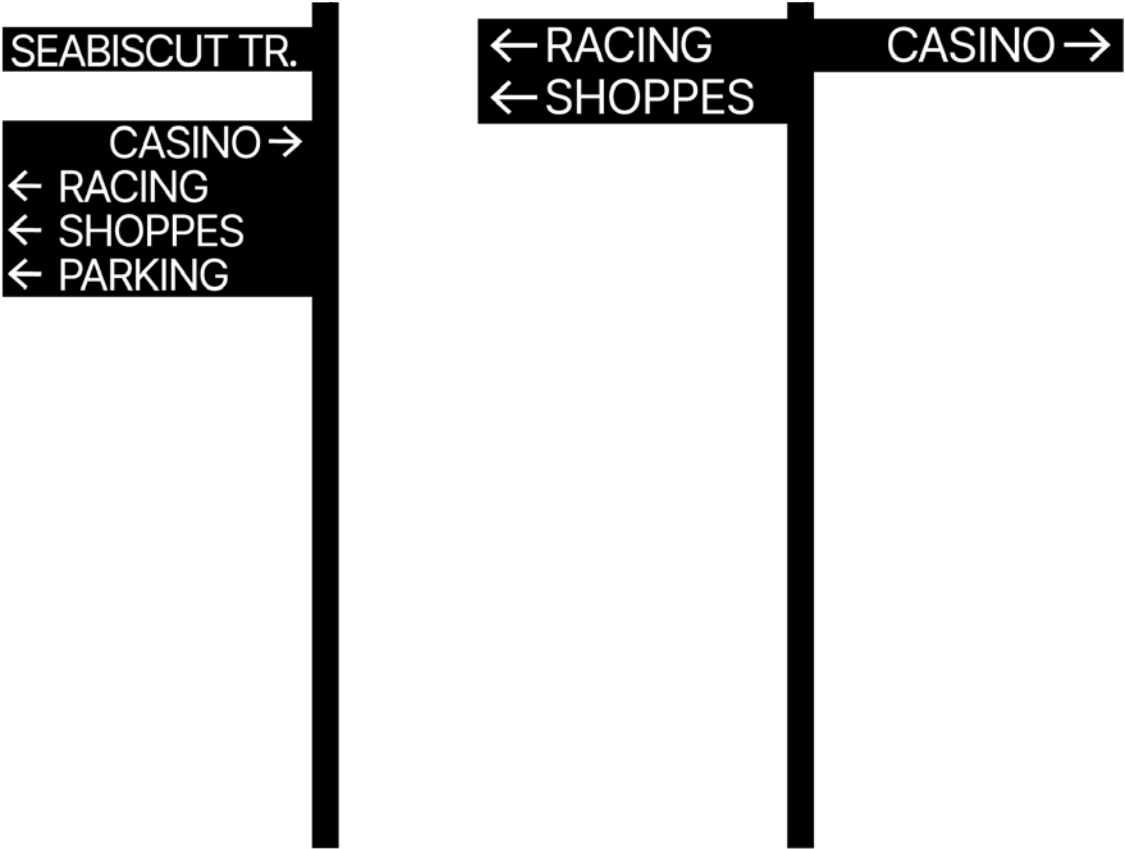 SEABISCUT TR.
CASINO →
← RACING
← SHOPPES
← PARKING
← RACING
← SHOPPES
CASINO →